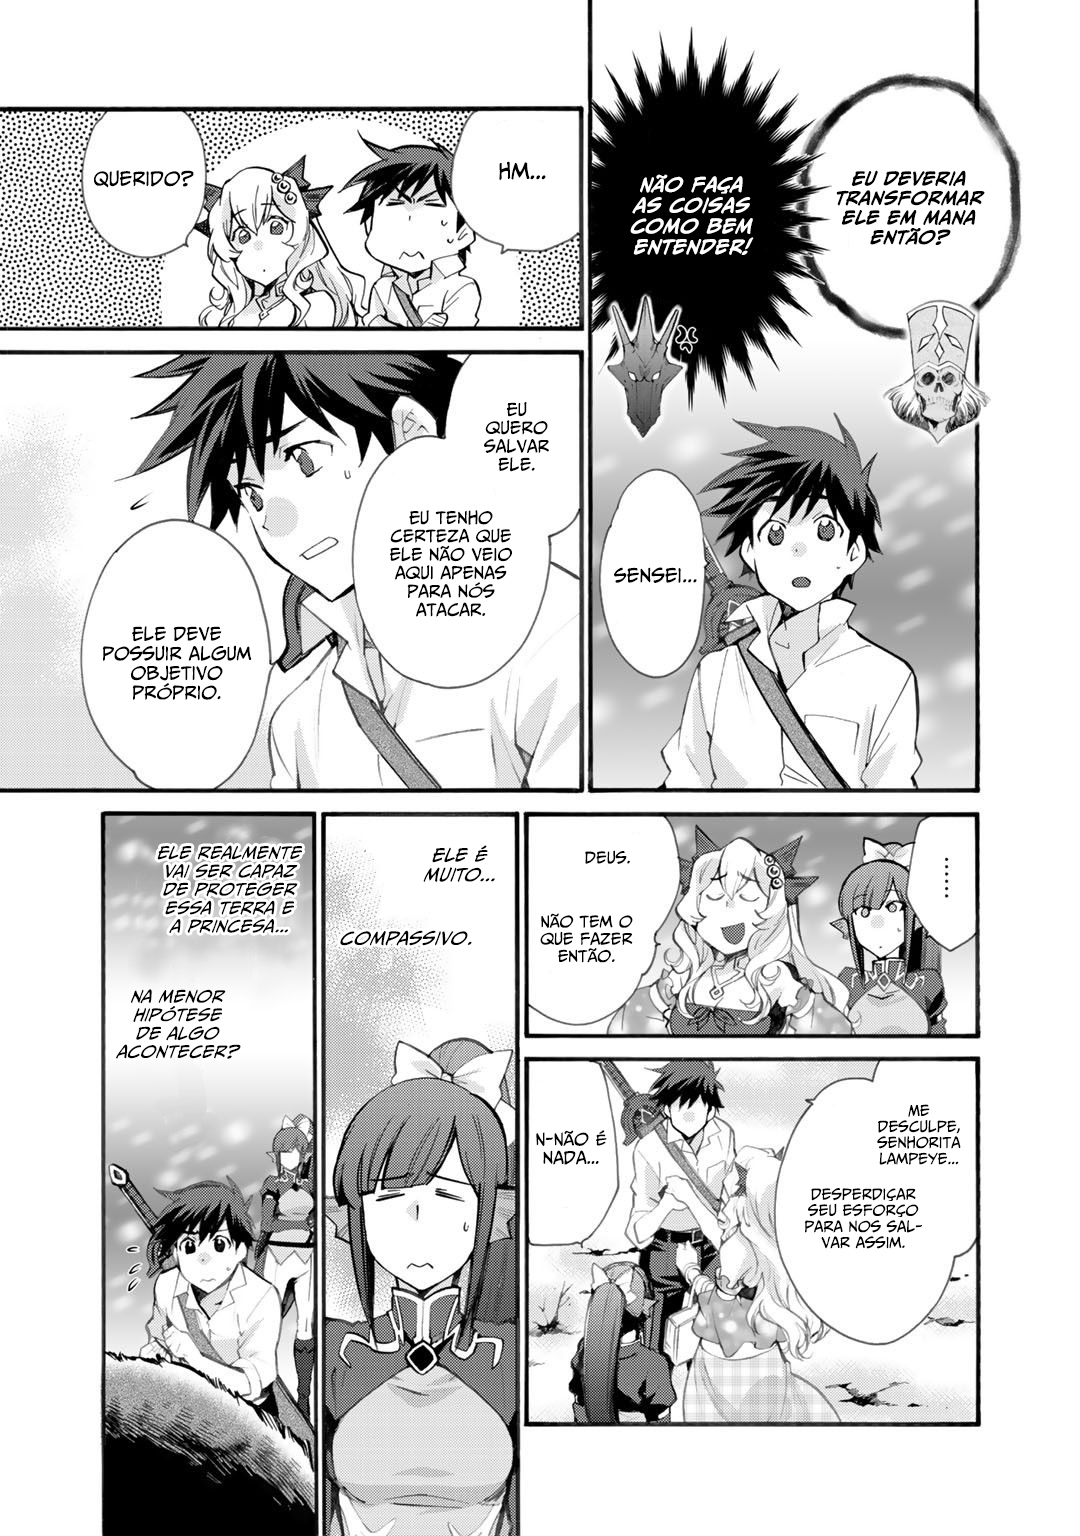 EU DEVERIA
TRANSFORMAR
ELE EM MANA
ENTÃO?
NÃO FAÇA
AS COISAS
COMO BEM
ENTENDER!
SENSEI...
HM...
QUERIDO?
EU
QUERO
SALVAR
ELE.
EU TENHO
CERTEZA QUE
ELE NÃO VEIO
AQUI APENAS
PARA NÓS
ATACAR.
ELE DEVE
POSSUIR ALGUM
OBJETIVO
PRÓPRIO.
........
DEUS.
NÃO TEM O
QUE FAZER
ENTÃO.
ME
DESCULPE,
SENHORITA
LAMPEYE...
DESPERDIÇAR
SEU ESFORÇO
PARA NOS SAL-
VAR ASSIM.
N-NÃO É
NADA...
ELE É
MUITO...
COMPASSIVO.
ELE REALMENTE
VAI SER CAPAZ
DE PROTEGER
ESSA TERRA E
A PRINCESA...
NA MENOR
HIPÓTESE
DE ALGO
ACONTECER?